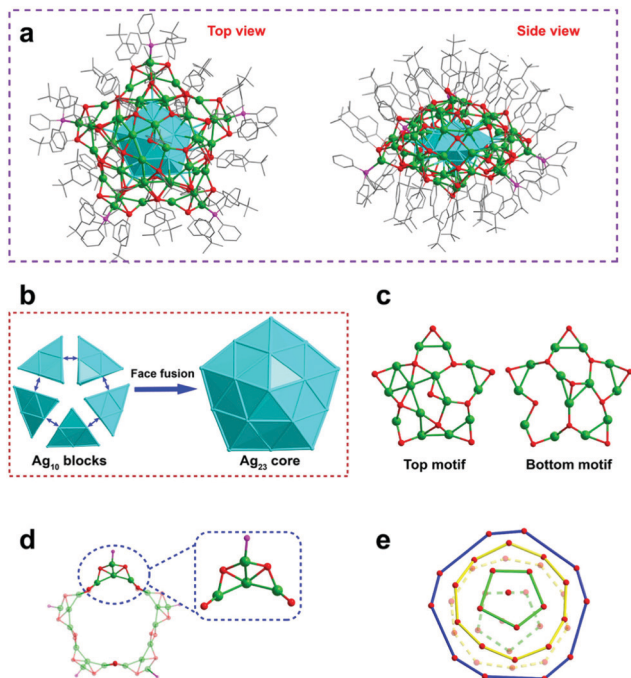 a
Top view
Side view
b
Face fusion
Ag10 blocks
Ag23 core
c
Top motif
Bottom motif
d
e